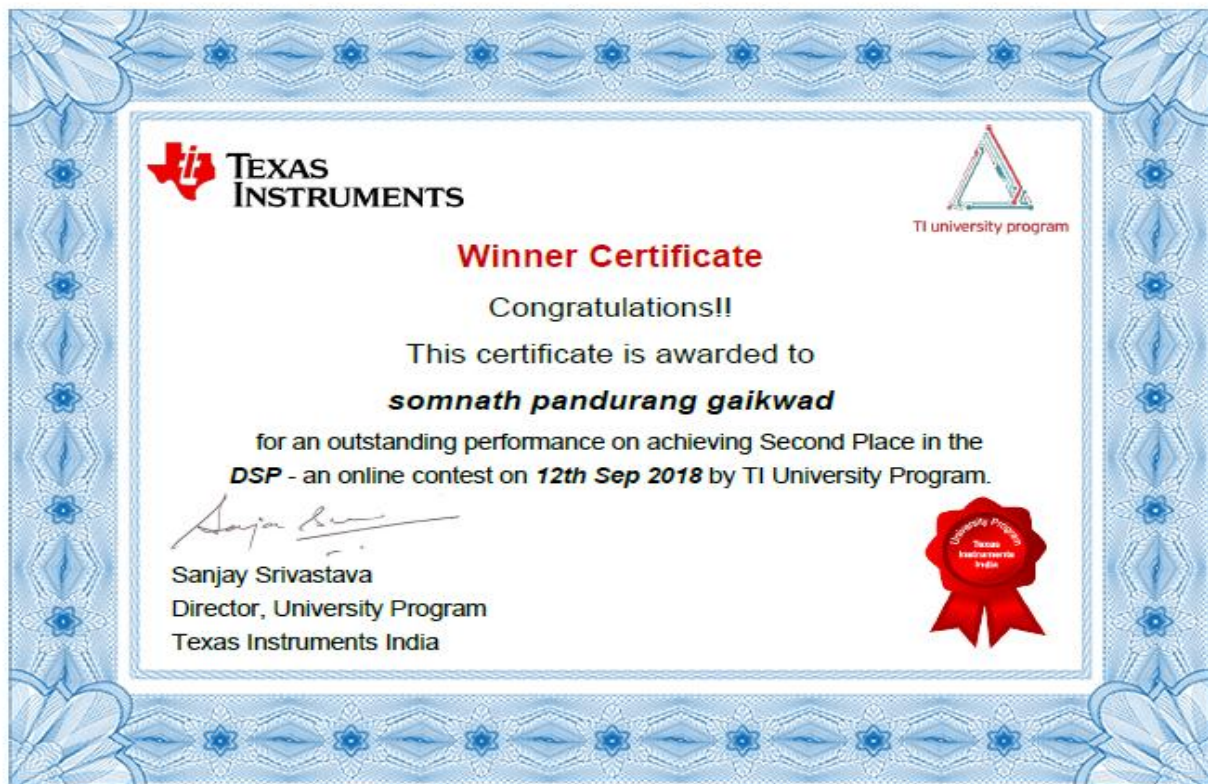 TEXAS
INSTRUMENTS
TI university program
Winner Certificate
Congratulations!!
This certificate is awarded to
somnath pandurang gaikwad
for an outstanding performance on achieving Second Place in the
DSP - an online contest on 12th Sep 2018 by TI University Program.
Sanjay Srivastava
Director, University Program
Texas Instruments India
University Program
Texas
Instruments
India